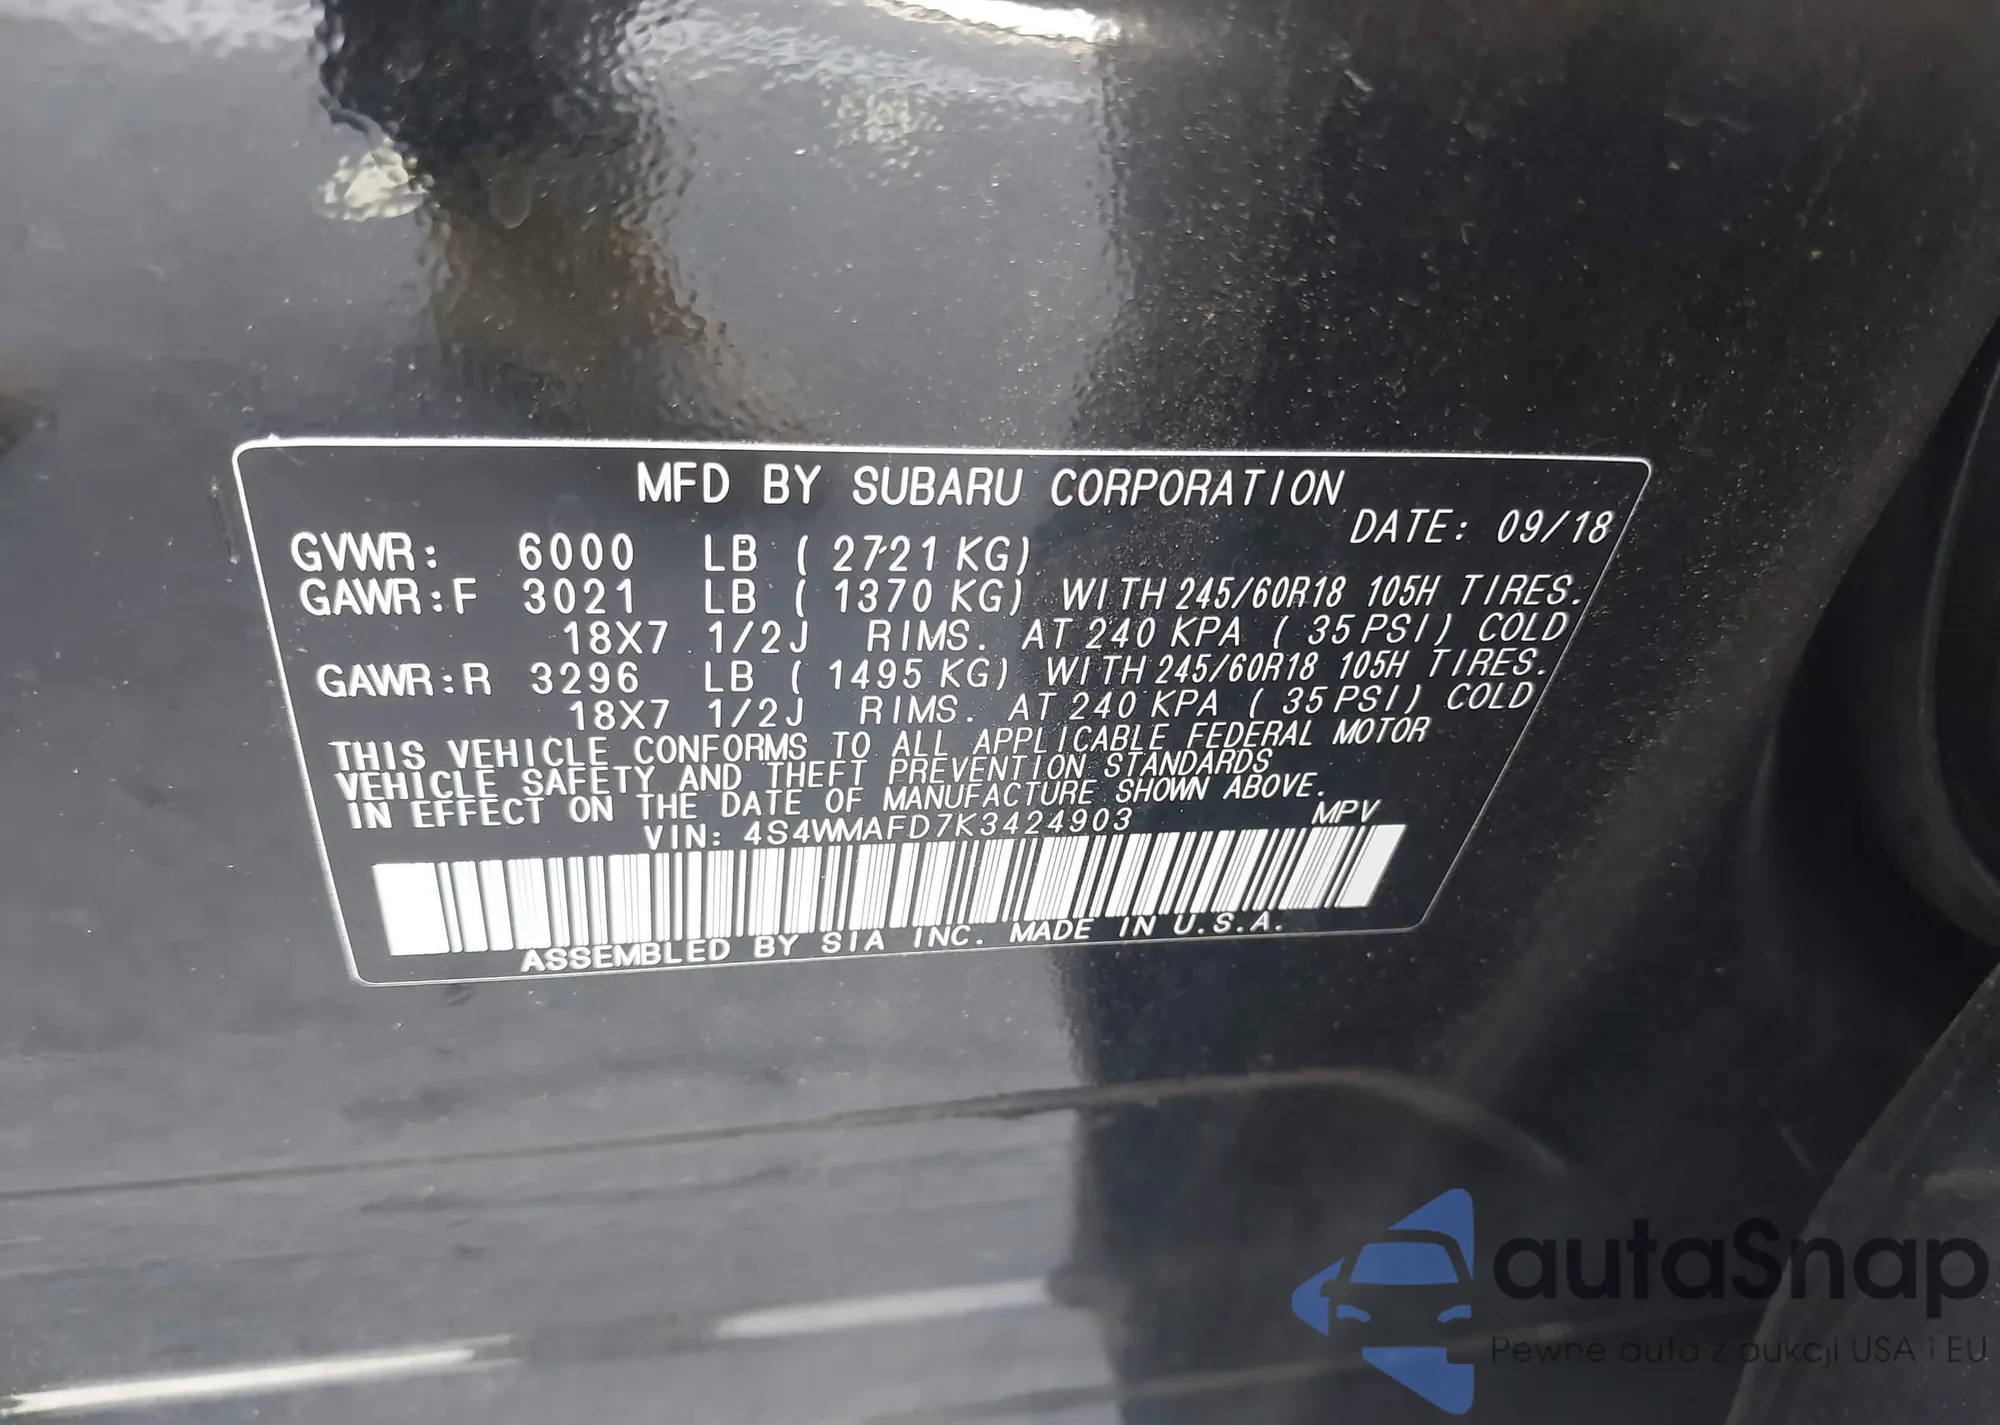 MFD BY SUBARU CORPORATION
DATE: 09/18
GVWR: 6000 LB ( 2721 KG)
GAWR:F 3021 LB ( 1370 KG) WITH 245/60R18 105H TIRES.
18X7 1/2J RIMS. AT 240 KPA ( 35 PSI) COLD
GAWR:R 3296 LB ( 1495 KG) WITH 245/60R18 105H TIRES.
18X7 1/2J RIMS. AT 240 KPA ( 35 PSI) COLD
THIS VEHICLE CONFORMS TO ALL APPLICABLE FEDERAL MOTOR
VEHICLE SAFETY AND THEFT PREVENTION STANDARDS
IN EFFECT ON THE DATE OF MANUFACTURE SHOWN ABOVE.
VIN: 4S4WMAFD7K3424903 MPV
ASSEMBLED BY SIA INC. MADE IN U.S.A.
autaSnap
Pewne auta z aukcji USA i EU